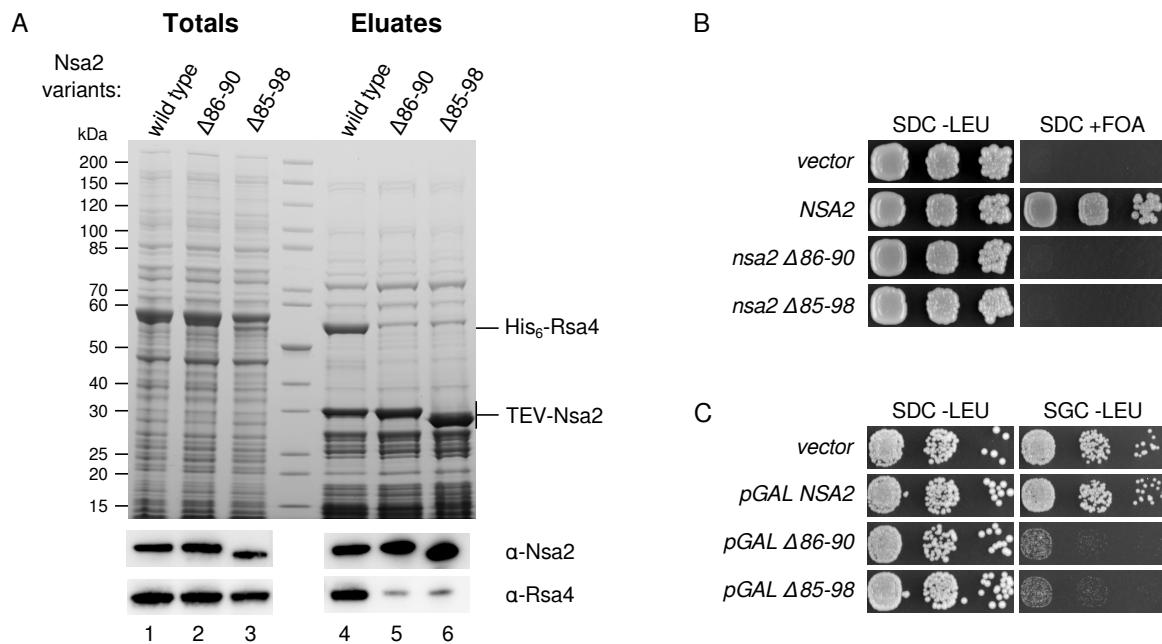 A
Totals
Eluates
Nsa2
variants:
wild type
Δ86-90
Δ85-98
wild type
Δ86-90
Δ85-98
kDa
200
150
120
100
85
70
60
50
40
30
25
20
15
His6-Rsa4
TEV-Nsa2
α-Nsa2
α-Rsa4
1 2 3 4 5 6
B
SDC -LEU SDC +FOA
vector
NSA2
nsa2 Δ86-90
nsa2 Δ85-98
C
SDC -LEU SGC -LEU
vector
pGAL NSA2
pGAL Δ86-90
pGAL Δ85-98